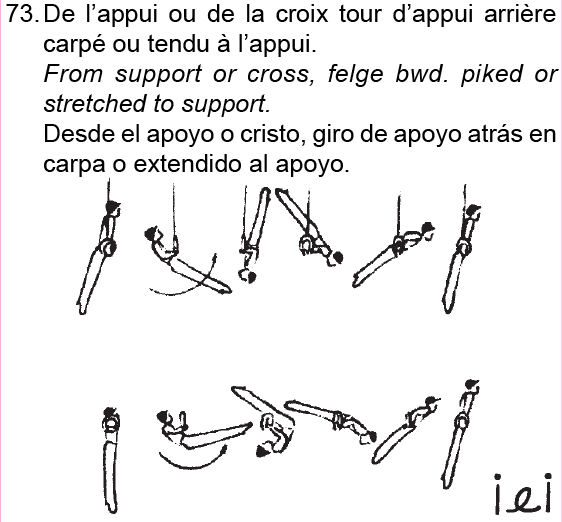 73. De l'appui ou de la croix tour d'appui arrière
carpé ou tendu à l'appui.
From support or cross, felge bwd. piked or
stretched to support.
Desde el apoyo o cristo, giro de apoyo atrás en
carpa o extendido al apoyo.
iei